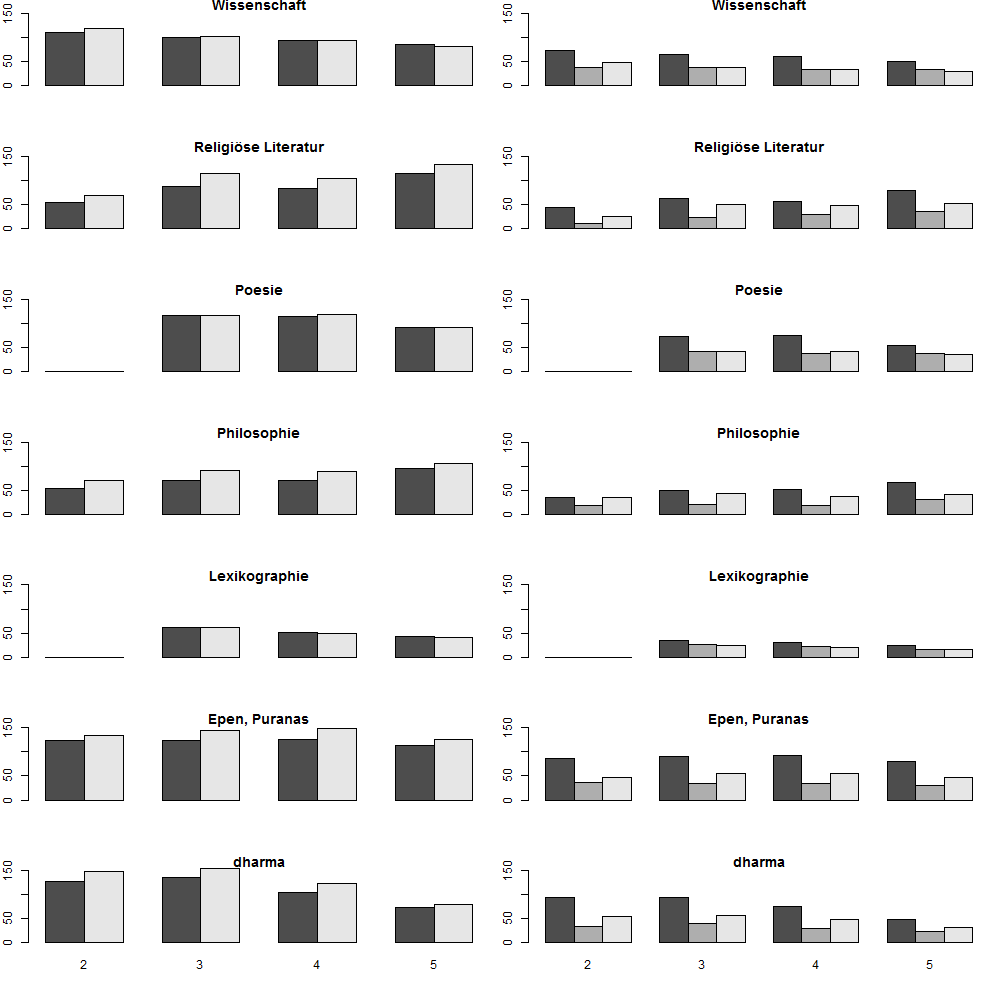 Wissenschaft Wissenschaft
150 150
50 50
0 0
Religiöse Literatur Religiöse Literatur
150 150
50 50
0 0
Poesie Poesie
150 150
50 50
0 0
Philosophie Philosophie
150 150
50 50
0 0
Lexikographie Lexikographie
150 150
50 50
0 0
Epen, Puranas Epen, Puranas
150 150
50 50
0 0
dharma dharma
150 150
50 50
0 0
2 3 4 5 2 3 4 5